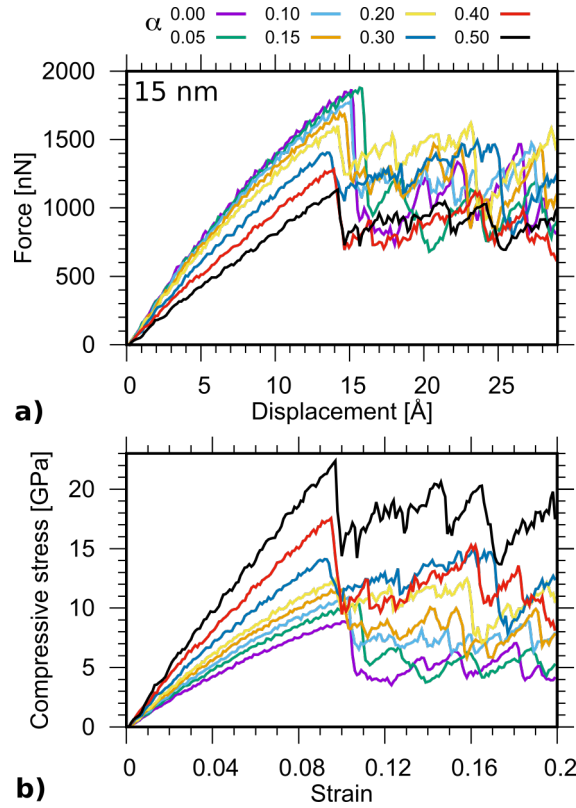 α 0.00 0.10 0.20 0.40
0.05 0.15 0.30 0.50
15 nm
2000
1500
1000
500
0
Force [nN]
0 5 10 15 20 25
Displacement [Å]
a)
20
15
10
5
0
Compressive stress [GPa]
0.04 0.08 0.12 0.16 0.2
Strain
b)